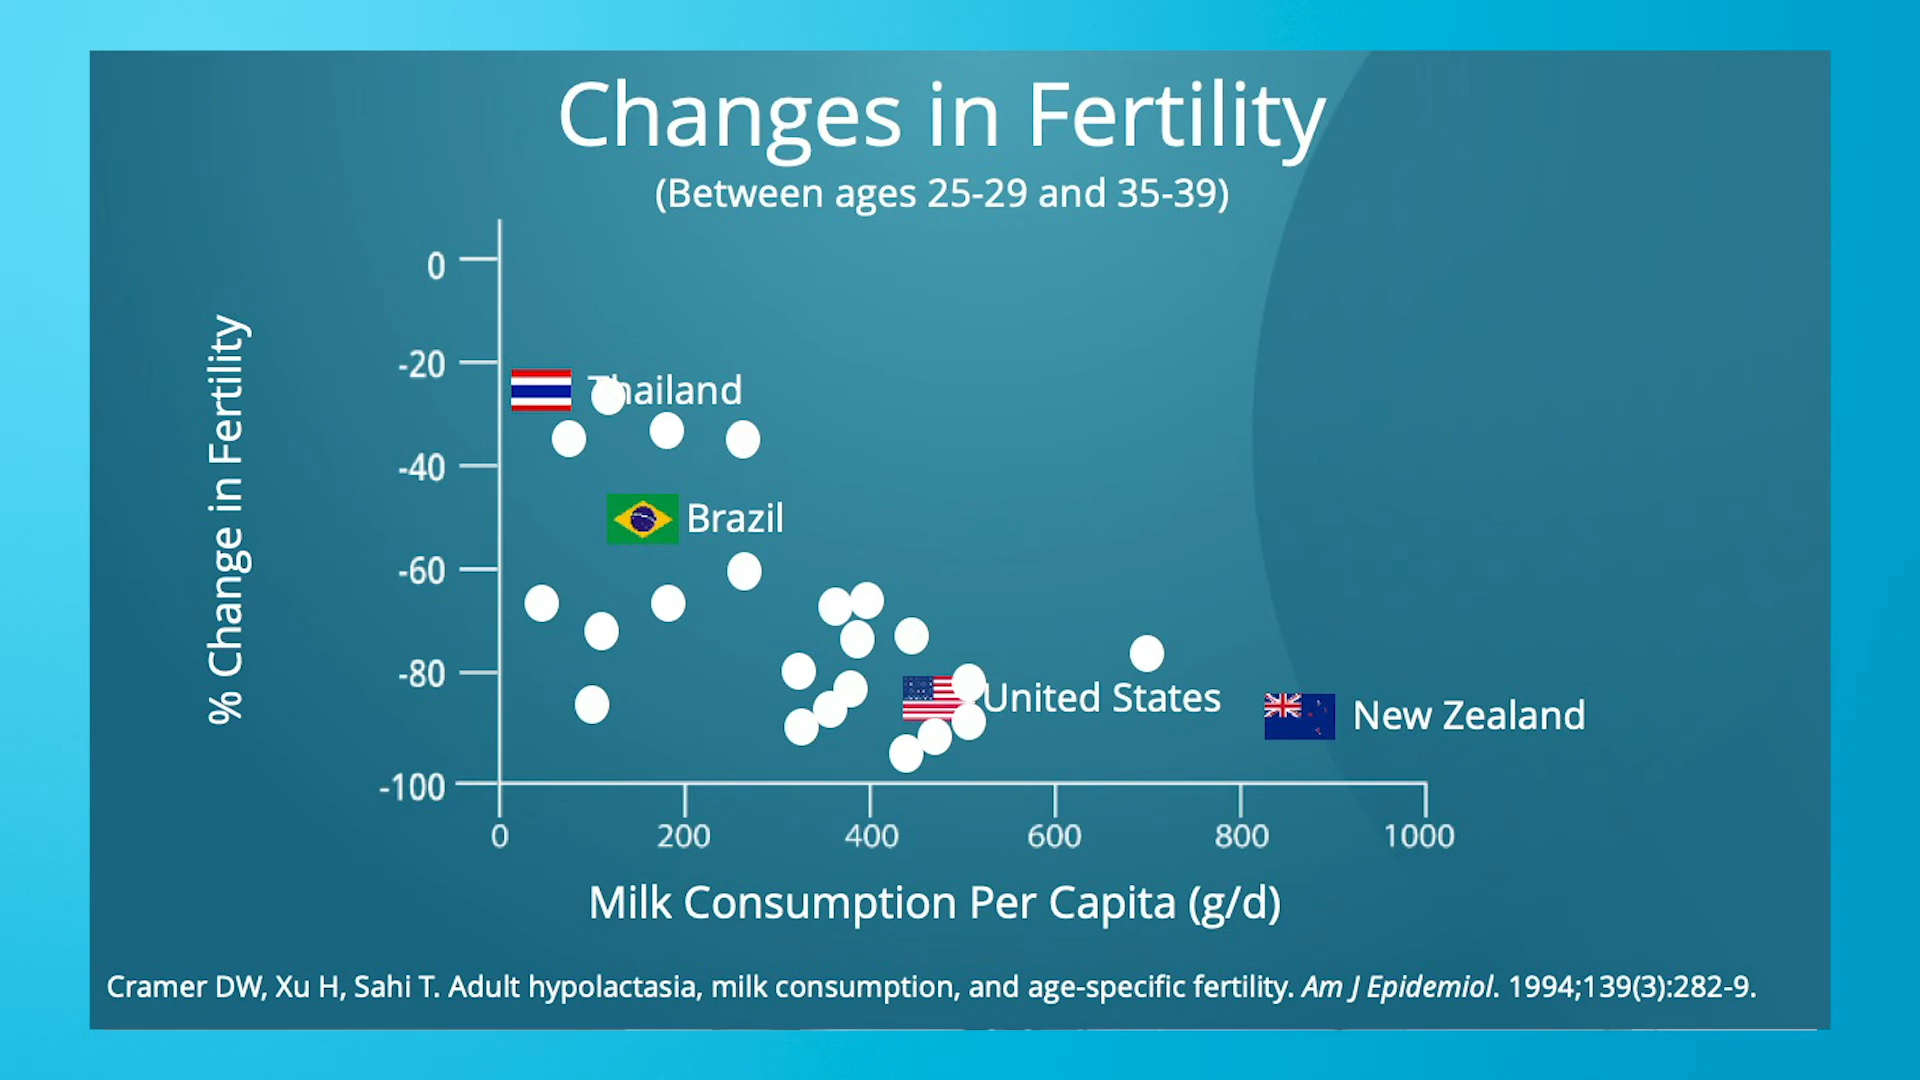 Changes in Fertility
(Between ages 25-29 and 35-39)
% Change in Fertility
0
-20
-40
-60
-80
-100
Thailand
Brazil
United States
New Zealand
0 200 400 600 800 1000
Milk Consumption Per Capita (g/d)
Cramer DW, Xu H, Sahi T. Adult hypolactasia, milk consumption, and age-specific fertility. Am J Epidemiol. 1994;139(3):282-9.